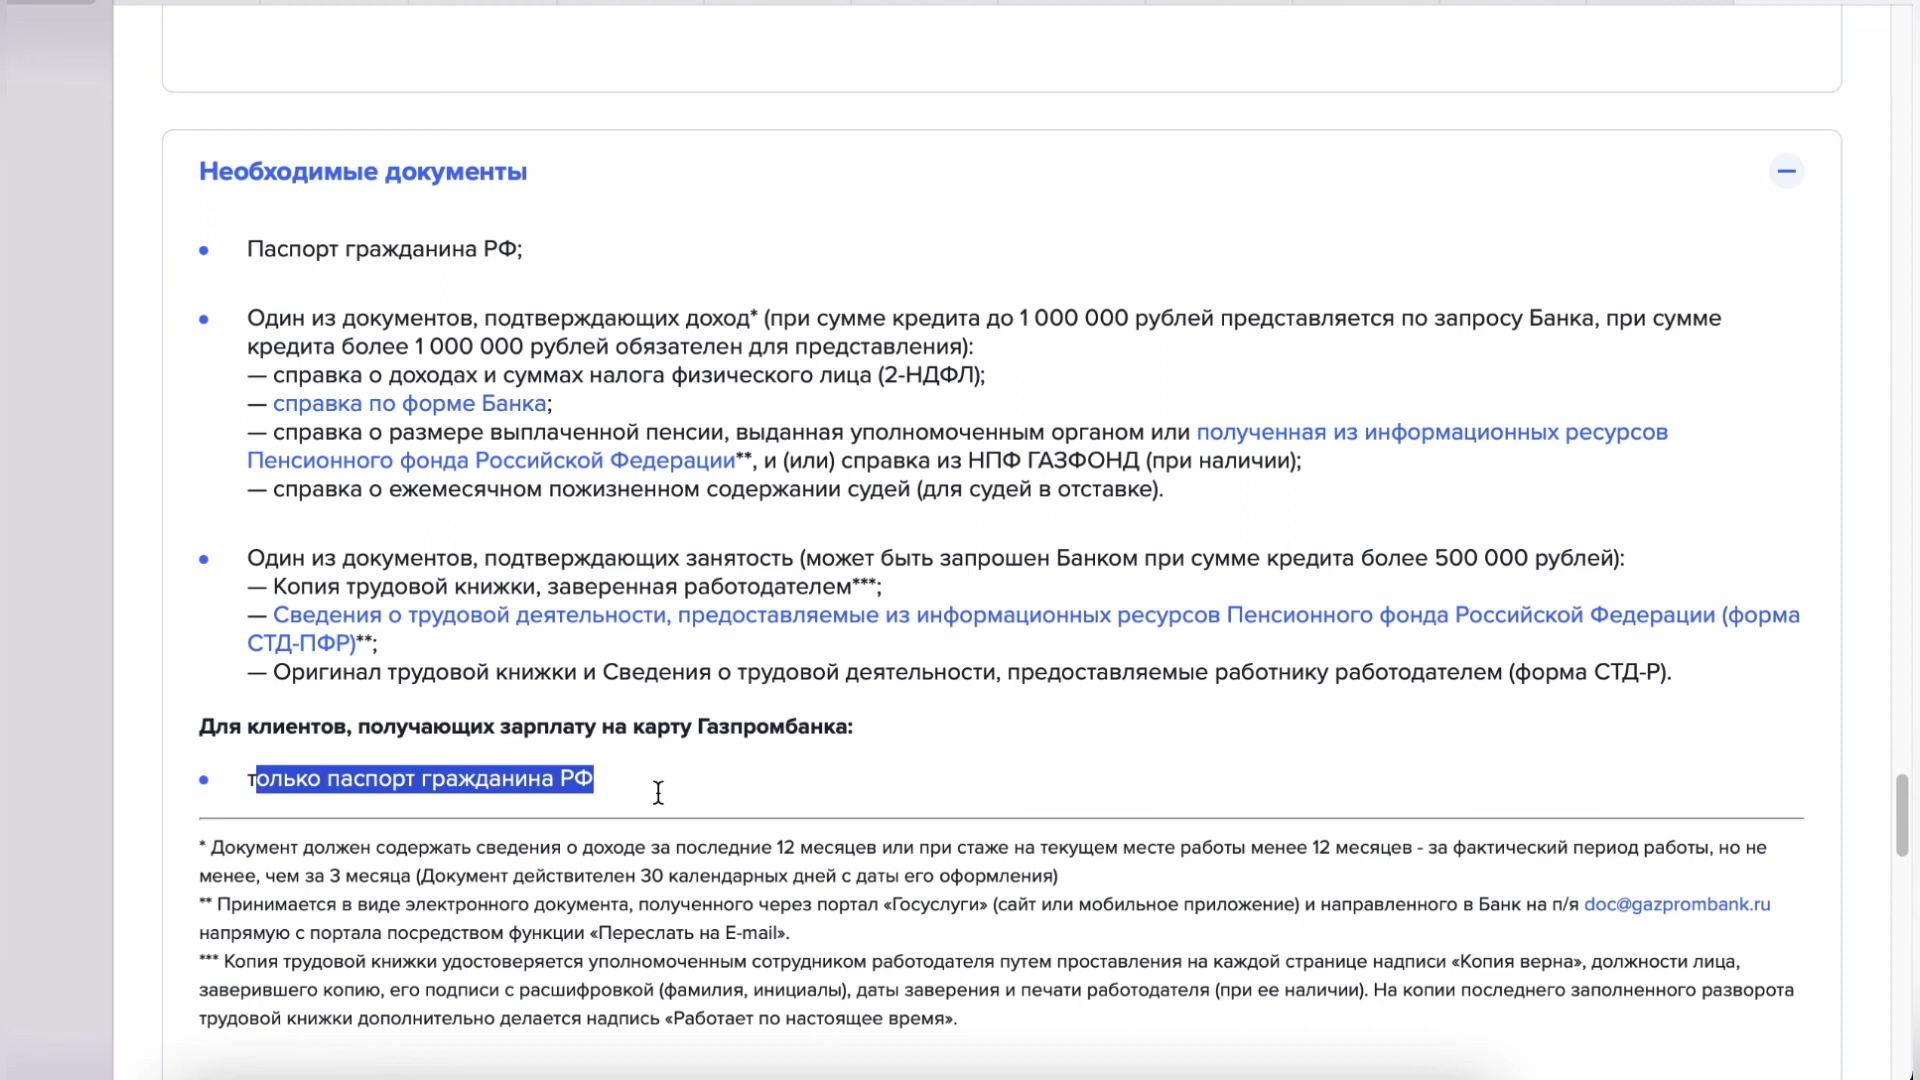 Необходимые документы
Паспорт гражданина РФ;
Один из документов, подтверждающих доход* (при сумме кредита до 1 000 000 рублей представляется по запросу Банка, при сумме
кредита более 1 000 000 рублей обязателен для представления):
— справка о доходах и суммах налога физического лица (2-НДФЛ);
— справка по форме Банка;
— справка о размере выплаченной пенсии, выданная уполномоченным органом или полученная из информационных ресурсов
Пенсионного фонда Российской Федерации**, и (или) справка из НПФ ГАЗФОНД (при наличии);
— справка о ежемесячном пожизненном содержании судей (для судей в отставке).
Один из документов, подтверждающих занятость (может быть запрошен Банком при сумме кредита более 500 000 рублей):
— Копия трудовой книжки, заверенная работодателем***;
— Сведения о трудовой деятельности, предоставляемые из информационных ресурсов Пенсионного фонда Российской Федерации (форма
СТД-ПФР)**;
— Оригинал трудовой книжки и Сведения о трудовой деятельности, предоставляемые работнику работодателем (форма СТД-Р).
Для клиентов, получающих зарплату на карту Газпромбанка:
только паспорт гражданина РФ
* Документ должен содержать сведения о доходе за последние 12 месяцев или при стаже на текущем месте работы менее 12 месяцев - за фактический период работы, но не
менее, чем за 3 месяца (Документ действителен 30 календарных дней с даты его оформления)
** Принимается в виде электронного документа, полученного через портал «Госуслуги» (сайт или мобильное приложение) и направленного в Банк на п/я doc@gazprombank.ru
напрямую с портала посредством функции «Переслать на E-mail».
*** Копия трудовой книжки удостоверяется уполномоченным сотрудником работодателя путем проставления на каждой странице надписи «Копия верна», должности лица,
заверившего копию, его подписи с расшифровкой (фамилия, инициалы), даты заверения и печати работодателя (при ее наличии). На копии последнего заполненного разворота
трудовой книжки дополнительно делается надпись «Работает по настоящее время».